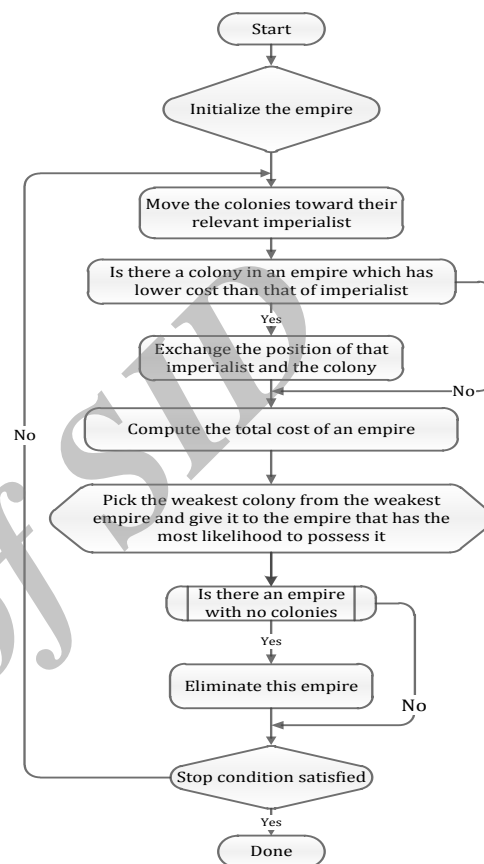 Start
Initialize the empire
Move the colonies toward their
relevant imperialist
Is there a colony in an empire which has
lower cost than that of imperialist
Yes
Exchange the position of that
imperialist and the colony
No
Compute the total cost of an empire
No
Pick the weakest colony from the weakest
empire and give it to the empire that has the
most likelihood to possess it
Is there an empire
with no colonies
Yes
Eliminate this empire
No
Stop condition satisfied
Yes
Done
of SID